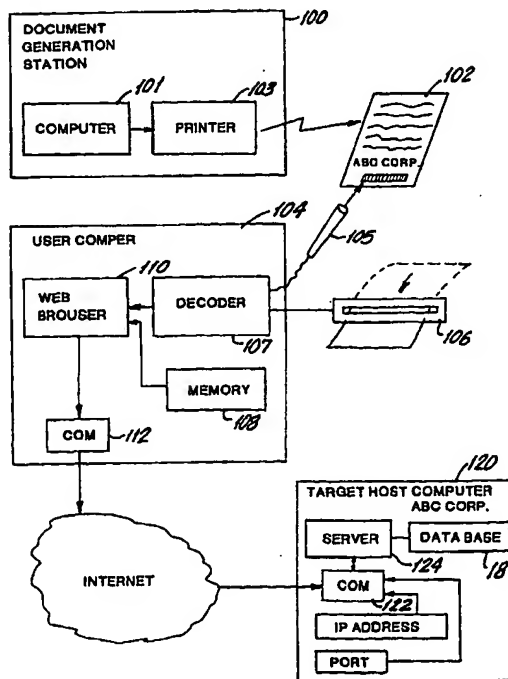 100
DOCUMENT
GENERATION
STATION
101
103
102
COMPUTER
PRINTER
ABC CORP.
104
105
USER COMPER
110
WEB
BROUSER
DECODER
107
106
MEMORY
108
COM
112
120
TARGET HOST COMPUTER
ABC CORP.
SERVER
DATA BASE
124
18
INTERNET
COM
122
IP ADDRESS
PORT